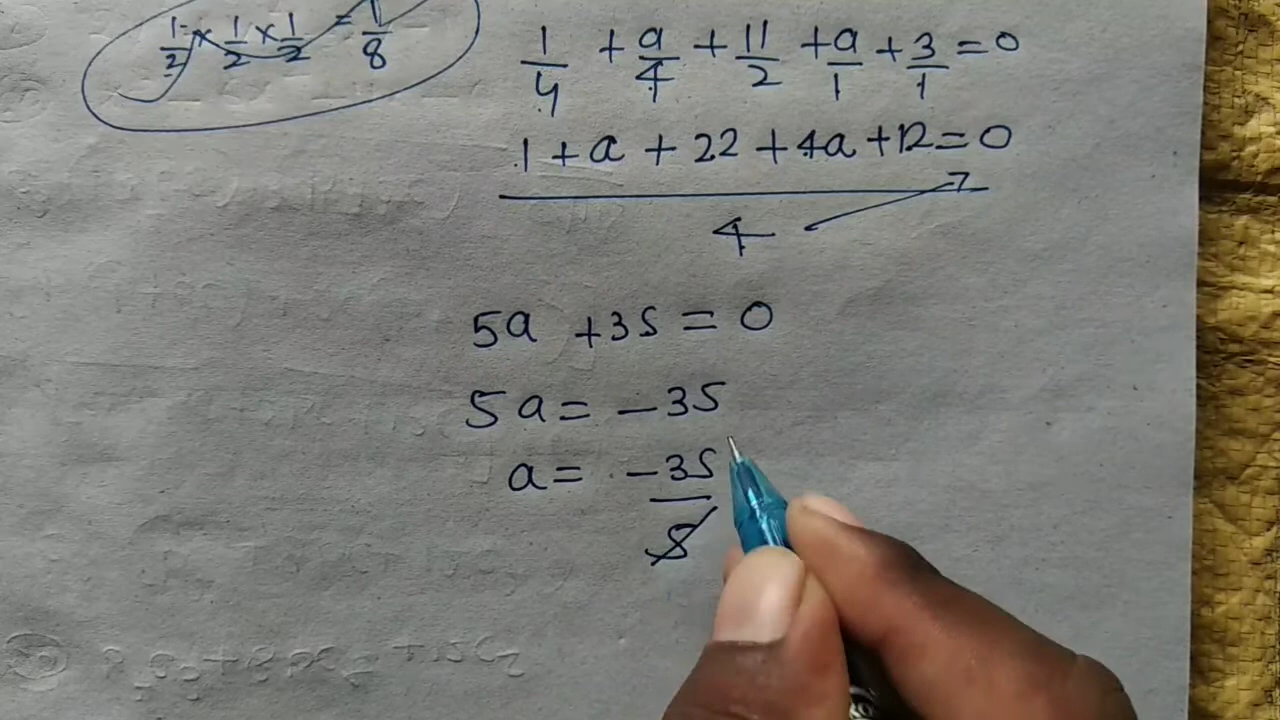 1/2 × 1/2 × 1/2 = 1/8
1/4 + a/4 + 11/2 + a/1 + 3/1 = 0
1 + a + 22 + 4a + 12 = 0
4
5a + 35 = 0
5a = -35
a = -35/5